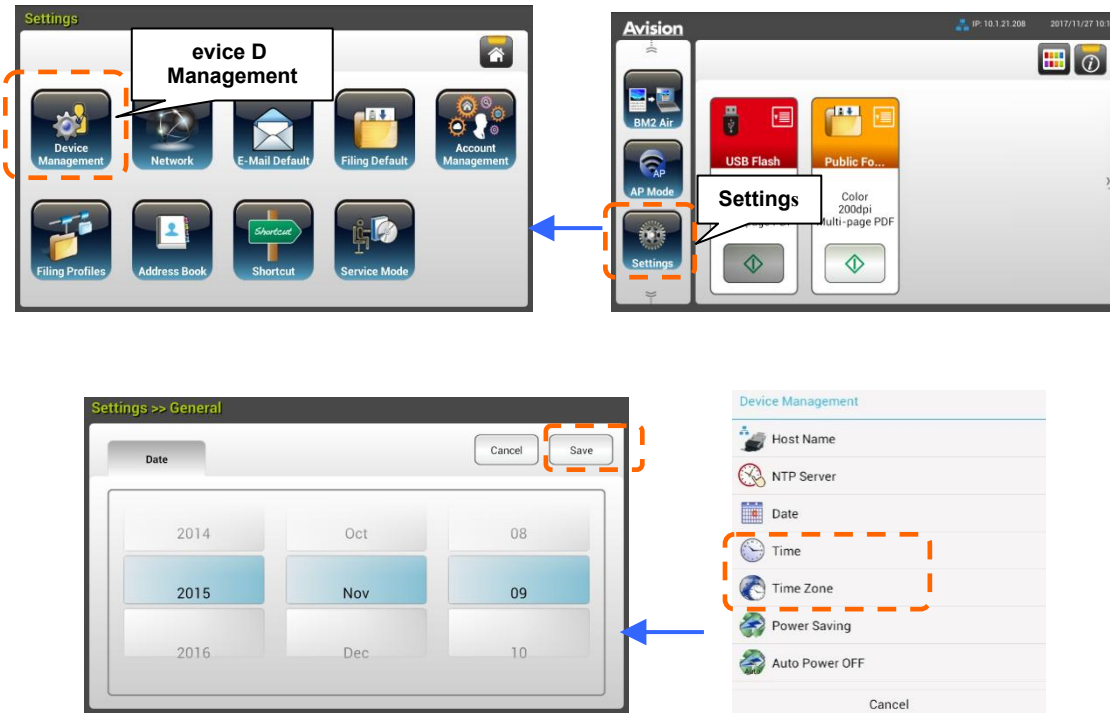 Settings
evice D
Management
Device
Management
Network
E-Mail Default
Filing Default
Account
Management
Filing Profiles
Address Book
Shortcut
Shortcut
Service Mode
Avision
IP: 10.1.21.208
2017/11/27 10:1
BM2 Air
AP
AP Mode
Settings
Settings
USB Flash
Public Fo...
Color
200dpi
Multi-page PDF
Settings >> General
Date
Cancel
Save
2014
Oct
08
2015
Nov
09
2016
Dec
10
Device Management
Host Name
NTP Server
Date
Time
Time Zone
Power Saving
Auto Power OFF
Cancel